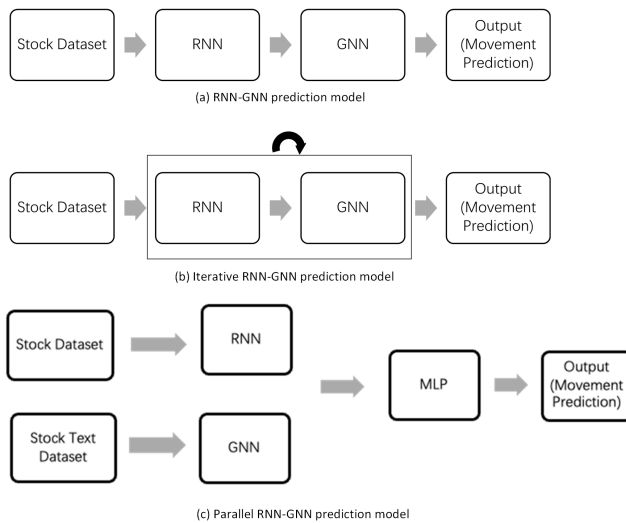 Stock Dataset
RNN
GNN
Output
(Movement
Prediction)
(a) RNN-GNN prediction model
Stock Dataset
RNN
GNN
Output
(Movement
Prediction)
(b) Iterative RNN-GNN prediction model
Stock Dataset
RNN
Stock Text
Dataset
GNN
MLP
Output
(Movement
Prediction)
(c) Parallel RNN-GNN prediction model